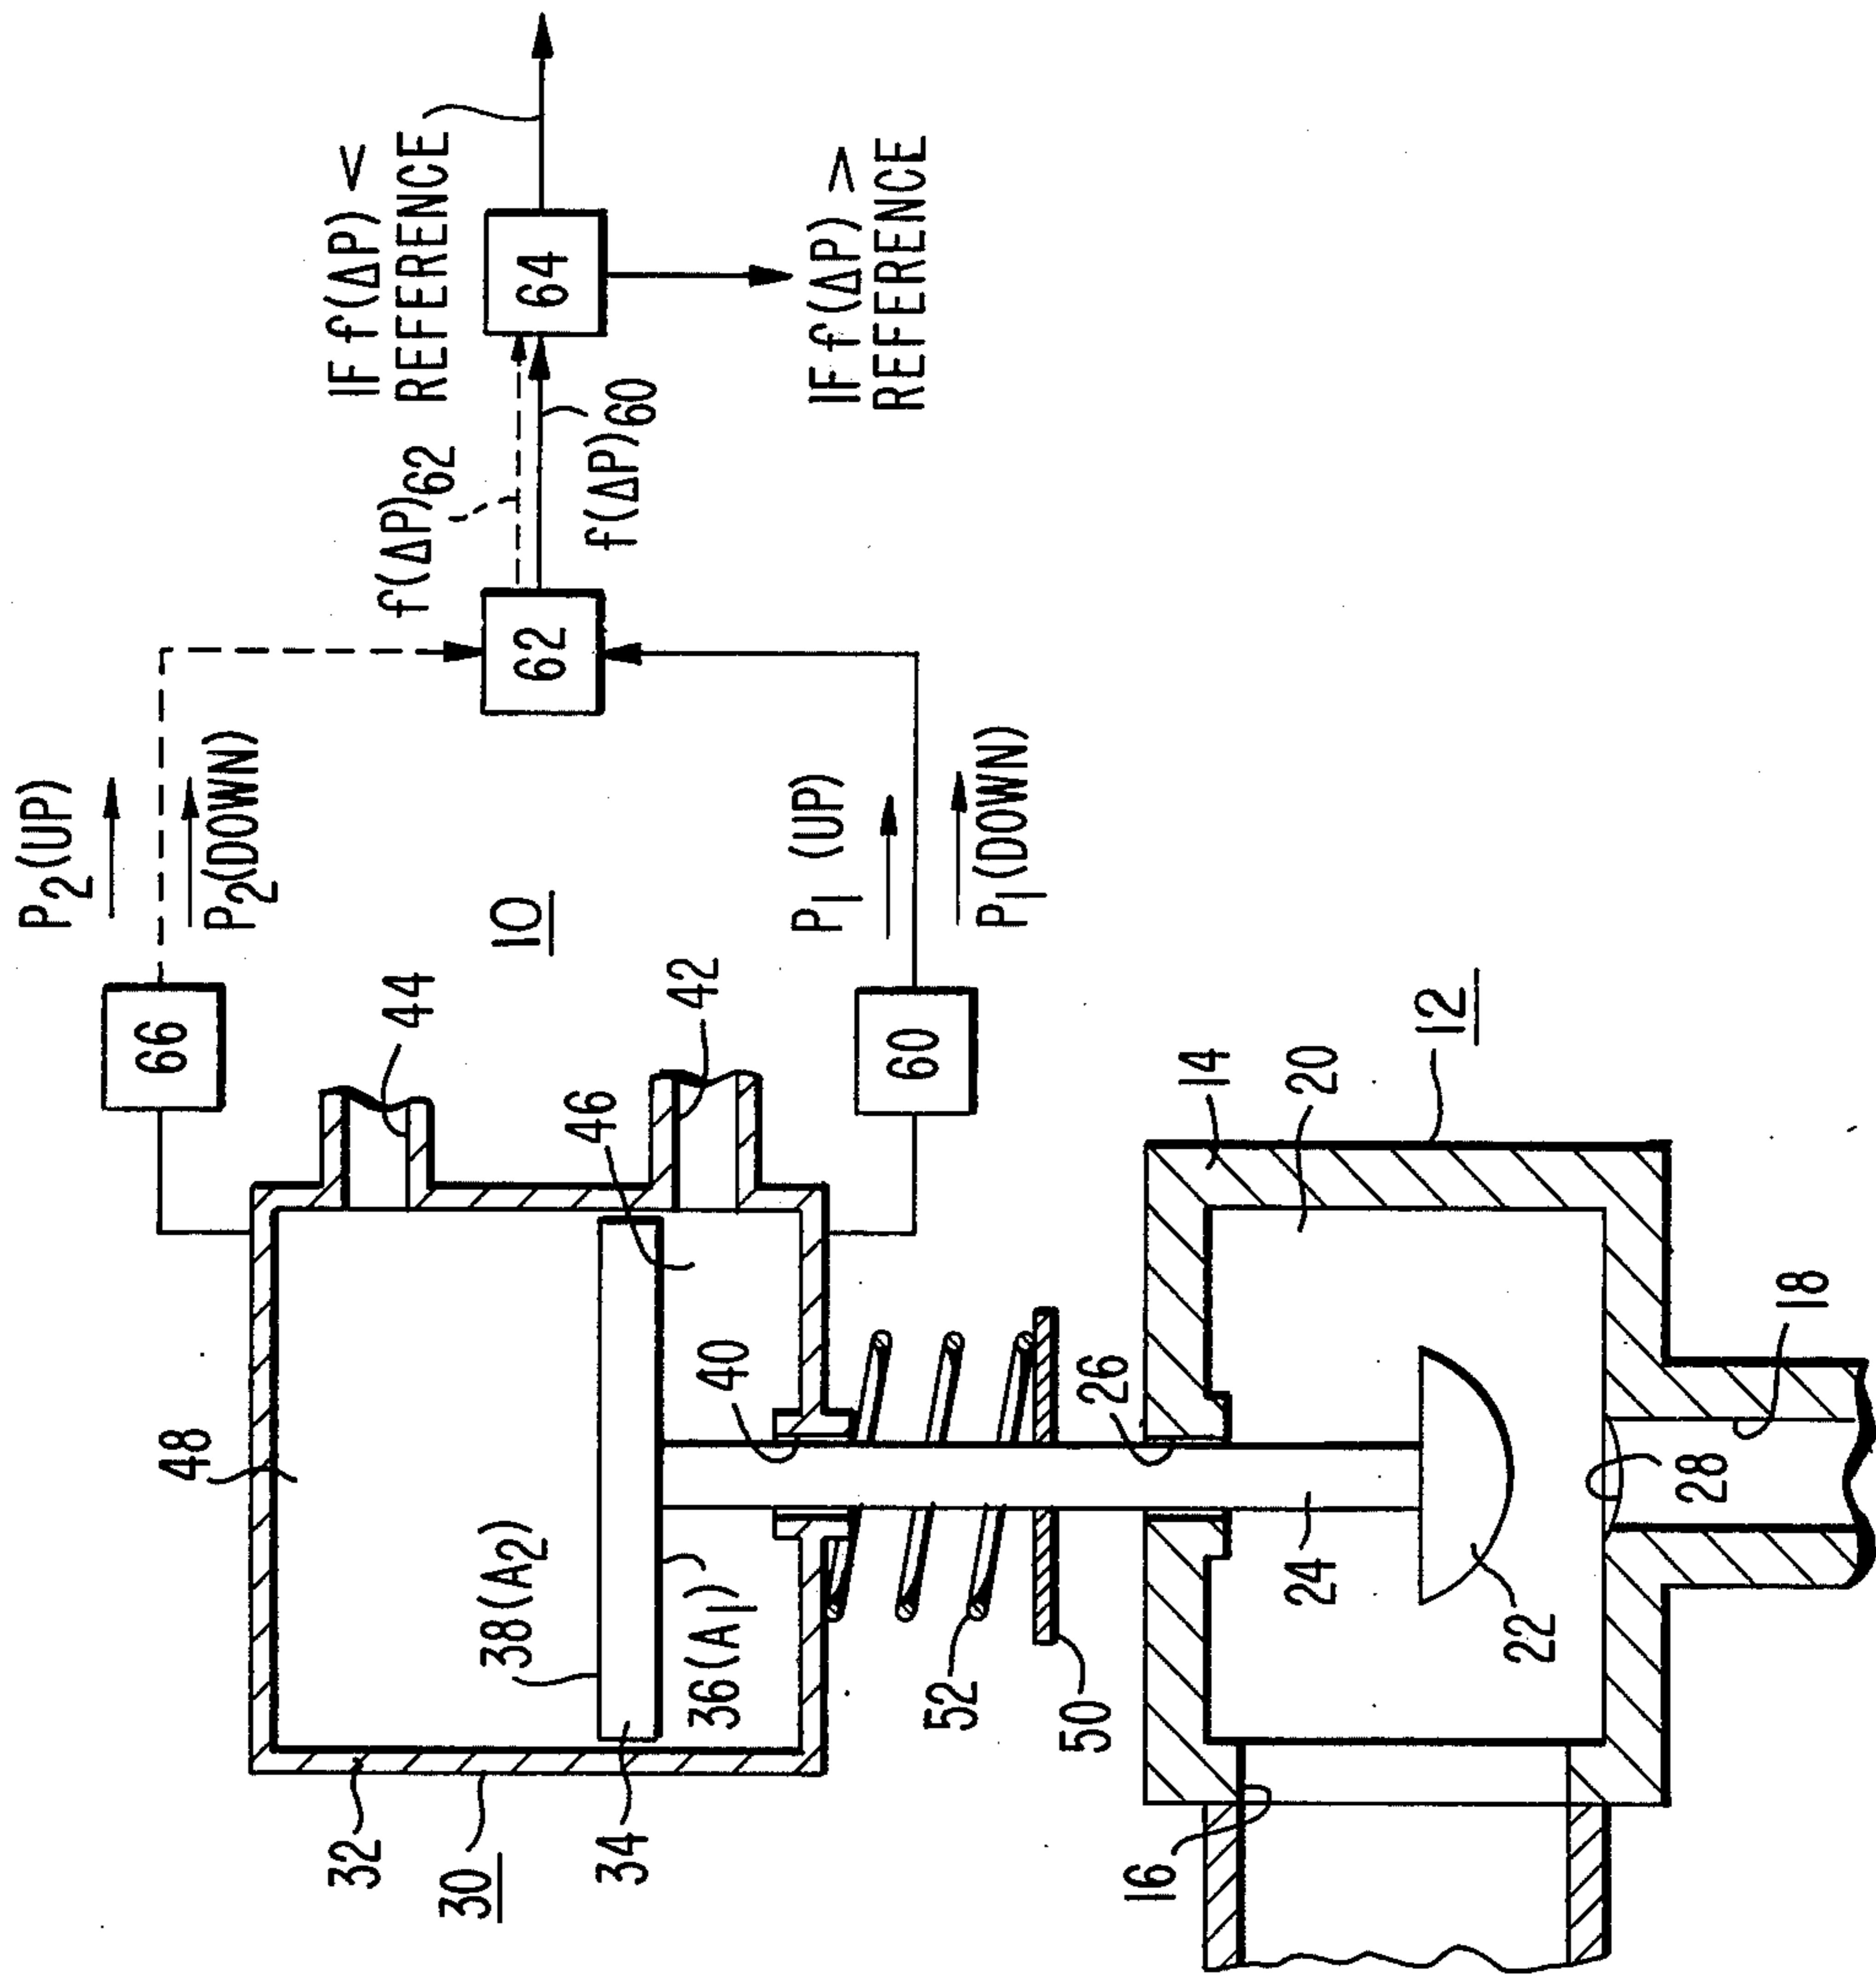 P2(UP)
P2(DOWN)
66
44
48
10
f(ΔP)62
IF f(ΔP) <
REFERENCE
62
64
f(ΔP)60
IF f(ΔP) >
REFERENCE
P1 (UP)
P1(DOWN)
60
42
46
38(A2)
36(A1)
32
30
34
40
52
50
26
12
14
20
16
24
22
28
18